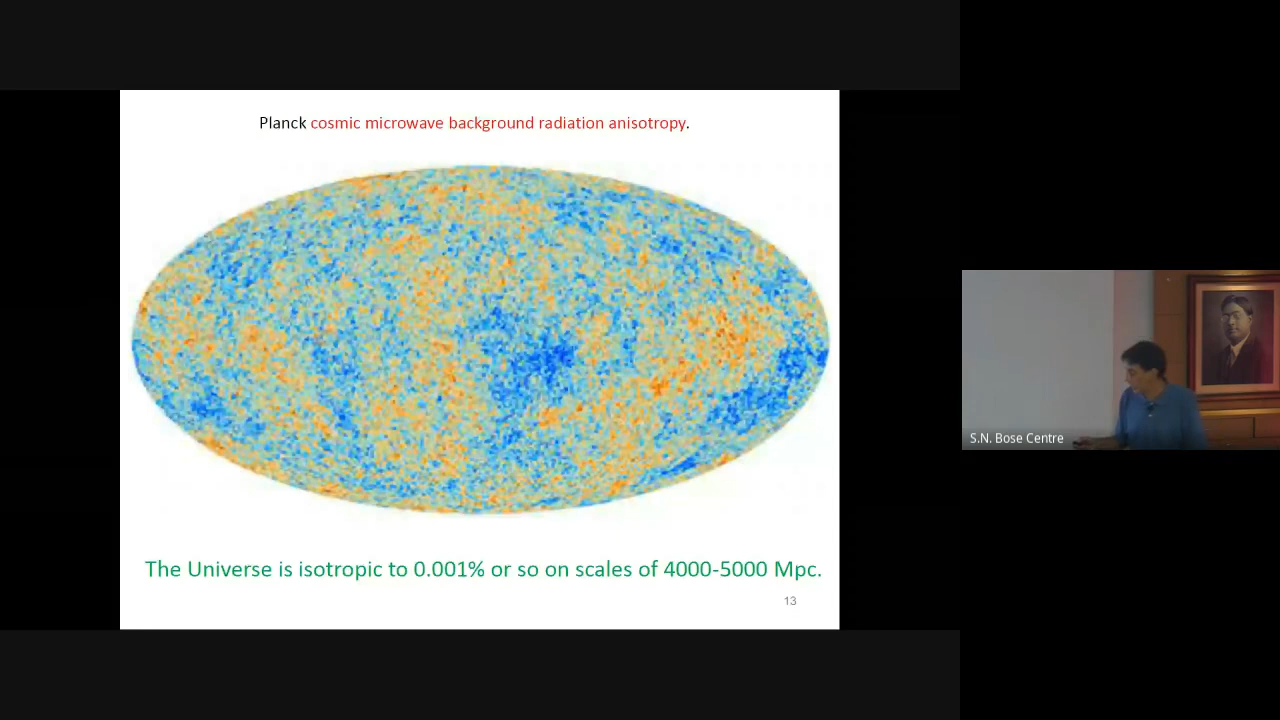 Planck cosmic microwave background radiation anisotropy.
The Universe is isotropic to 0.001% or so on scales of 4000-5000 Mpc.
13
S.N. Bose Centre